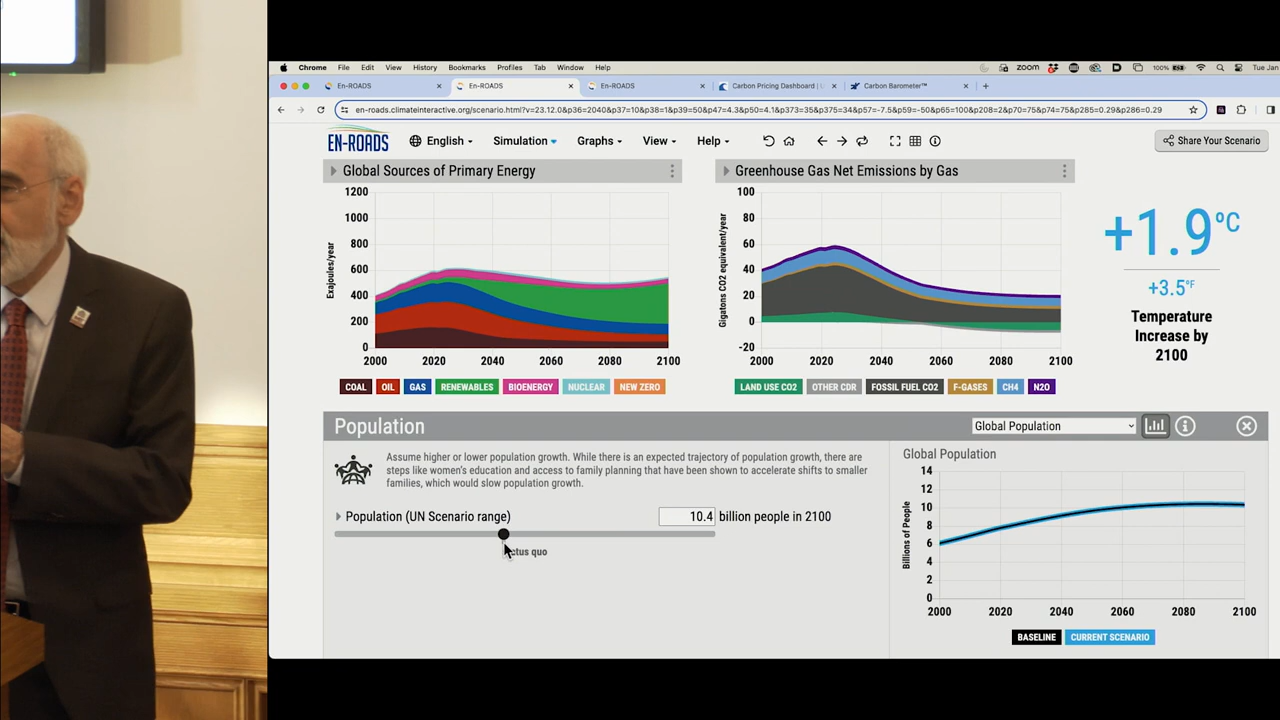 Chrome File Edit View History Bookmarks Profiles Tab Window Help zoom 100% Tue Jan
En-ROADS En-ROADS En-ROADS Carbon Pricing Dashboard | Carbon Barometer™
en-roads.climateinteractive.org/scenario.html?v=23.12.0&p36=2040&p37=10&p38=1&p39=50&p47=4.3&p50=4.1&p373=35&p375=34&p57=-7.5&p59=-50&p65=100&p208=2&p70=75&p74=75&p285=0.29&p286=0.29
EN-ROADS English Simulation Graphs View Help Share Your Scenario
Global Sources of Primary Energy
Exajoules/year
1200
1000
800
600
400
200
0
2000 2020 2040 2060 2080 2100
COAL OIL GAS RENEWABLES BIOENERGY NUCLEAR NEW ZERO
Greenhouse Gas Net Emissions by Gas
Gigatons CO2 equivalent/year
100
80
60
40
20
0
-20
2000 2020 2040 2060 2080 2100
LAND USE CO2 OTHER CDR FOSSIL FUEL CO2 F-GASES CH4 N2O
+1.9°C
+3.5°F
Temperature
Increase by
2100
Population
Global Population
Assume higher or lower population growth. While there is an expected trajectory of population growth, there are
steps like women's education and access to family planning that have been shown to accelerate shifts to smaller
families, which would slow population growth.
Population (UN Scenario range) 10.4 billion people in 2100
quo
Global Population
Billions of People
14
12
10
8
6
4
2
0
2000 2020 2040 2060 2080 2100
BASELINE CURRENT SCENARIO